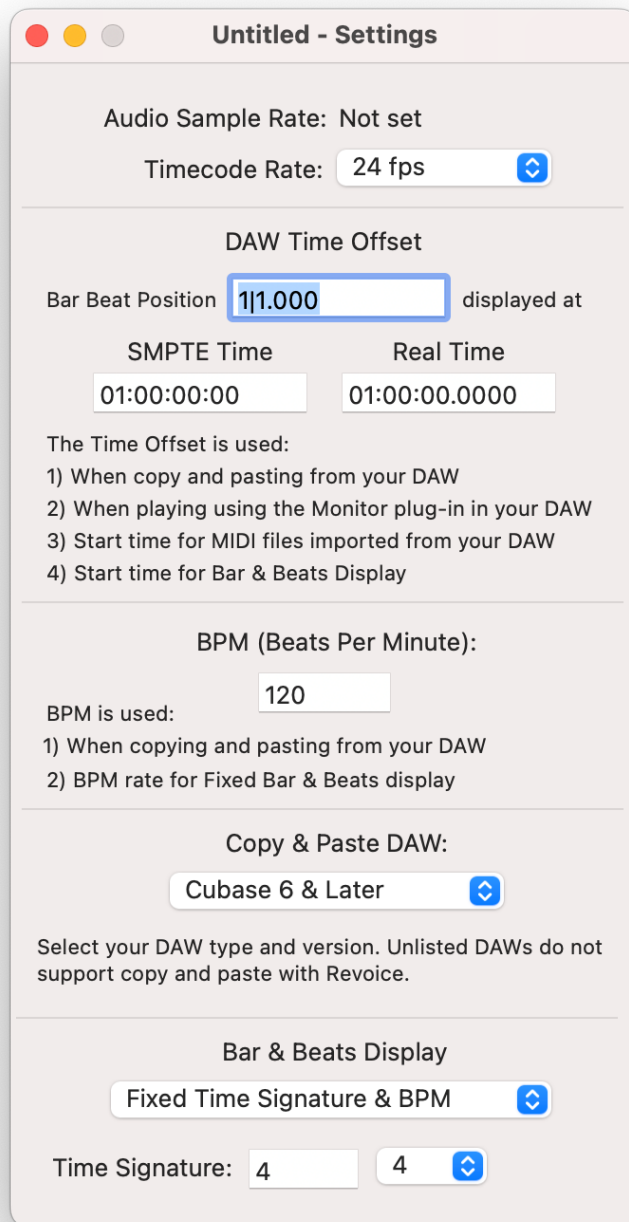 Untitled - Settings
Audio Sample Rate: Not set
Timecode Rate: 24 fps
DAW Time Offset
Bar Beat Position 1|1.000 displayed at
SMPTE Time Real Time
01:00:00:00 01:00:00.0000
The Time Offset is used:
1) When copy and pasting from your DAW
2) When playing using the Monitor plug-in in your DAW
3) Start time for MIDI files imported from your DAW
4) Start time for Bar & Beats Display
BPM (Beats Per Minute):
120
BPM is used:
1) When copying and pasting from your DAW
2) BPM rate for Fixed Bar & Beats display
Copy & Paste DAW:
Cubase 6 & Later
Select your DAW type and version. Unlisted DAWs do not
support copy and paste with Revoice.
Bar & Beats Display
Fixed Time Signature & BPM
Time Signature: 4 4